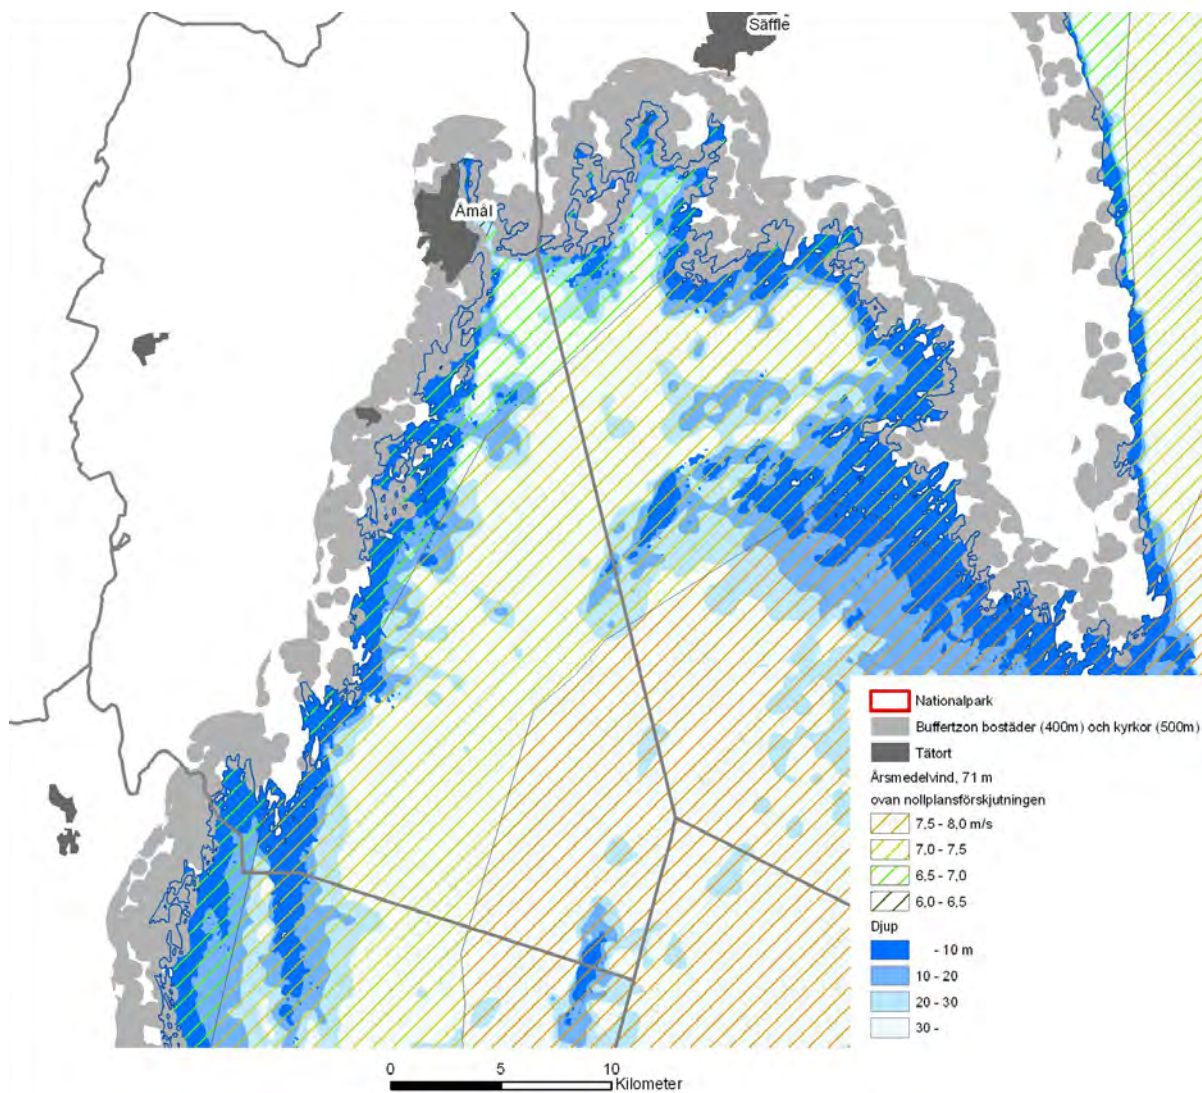 Säffle
Åmål
Nationalpark
Buffertzon bostäder (400m) och kyrkor (500m)
Tätort
Årsmedelvind, 71 m
ovan nollplansförskjutningen
7,5 - 8,0 m/s
7,0 - 7,5
6,5 - 7,0
6,0 - 6,5
Djup
- 10 m
10 - 20
20 - 30
30 -
0 5 10
Kilometer